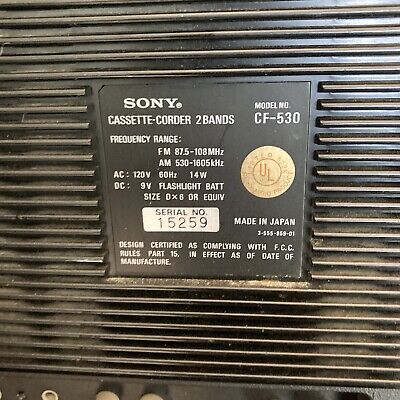 SONY®
MODEL NO.
CASSETTE-CORDER 2BANDS CF-530
FREQUENCY RANGE:
FM 87.5-108MHz
AM 530-1605kHz
AC: 120V 60Hz 14W
DC: 9V FLASHLIGHT BATT
SIZE D×6 OR EQUIV
UL
SERIAL NO.
15259
MADE IN JAPAN
3-555-859-01
DESIGN CERTIFIED AS COMPLYING WITH F.C.C.
RULES PART 15, IN EFFECT AS OF DATE OF
MANUFACTURE.